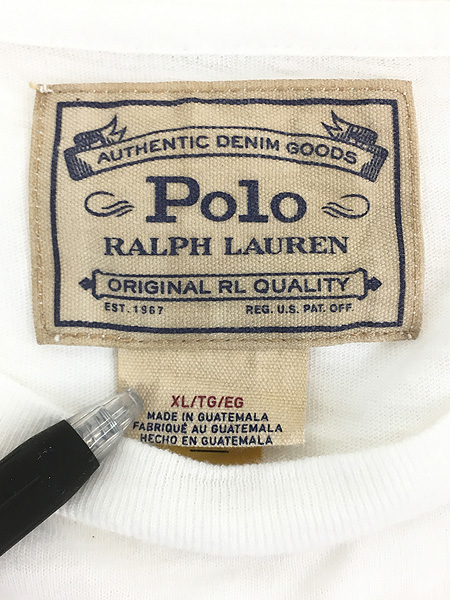 AUTHENTIC DENIM GOODS
Polo
RALPH LAUREN
ORIGINAL RL QUALITY
EST. 1967 REG. U.S. PAT. OFF.
XL/TG/EG
MADE IN GUATEMALA
FABRIQUÉ AU GUATEMALA
HECHO EN GUATEMALA